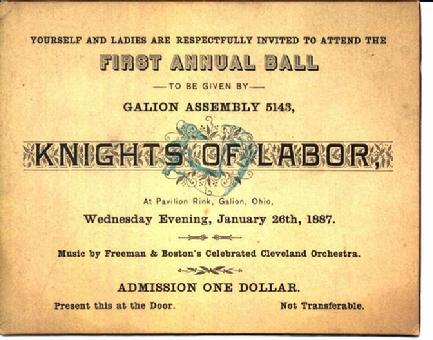 YOURSELF AND LADIES ARE RESPECTFULLY INVITED TO ATTEND THE
FIRST ANNUAL BALL
—TO BE GIVEN BY—
GALION ASSEMBLY 5143,
KNIGHTS OF LABOR,
At Pavilion Rink, Galion, Ohio,
Wednesday Evening, January 26th, 1887.
Music by Freeman & Boston's Celebrated Cleveland Orchestra.
ADMISSION ONE DOLLAR.
Present this at the Door. Not Transferable.